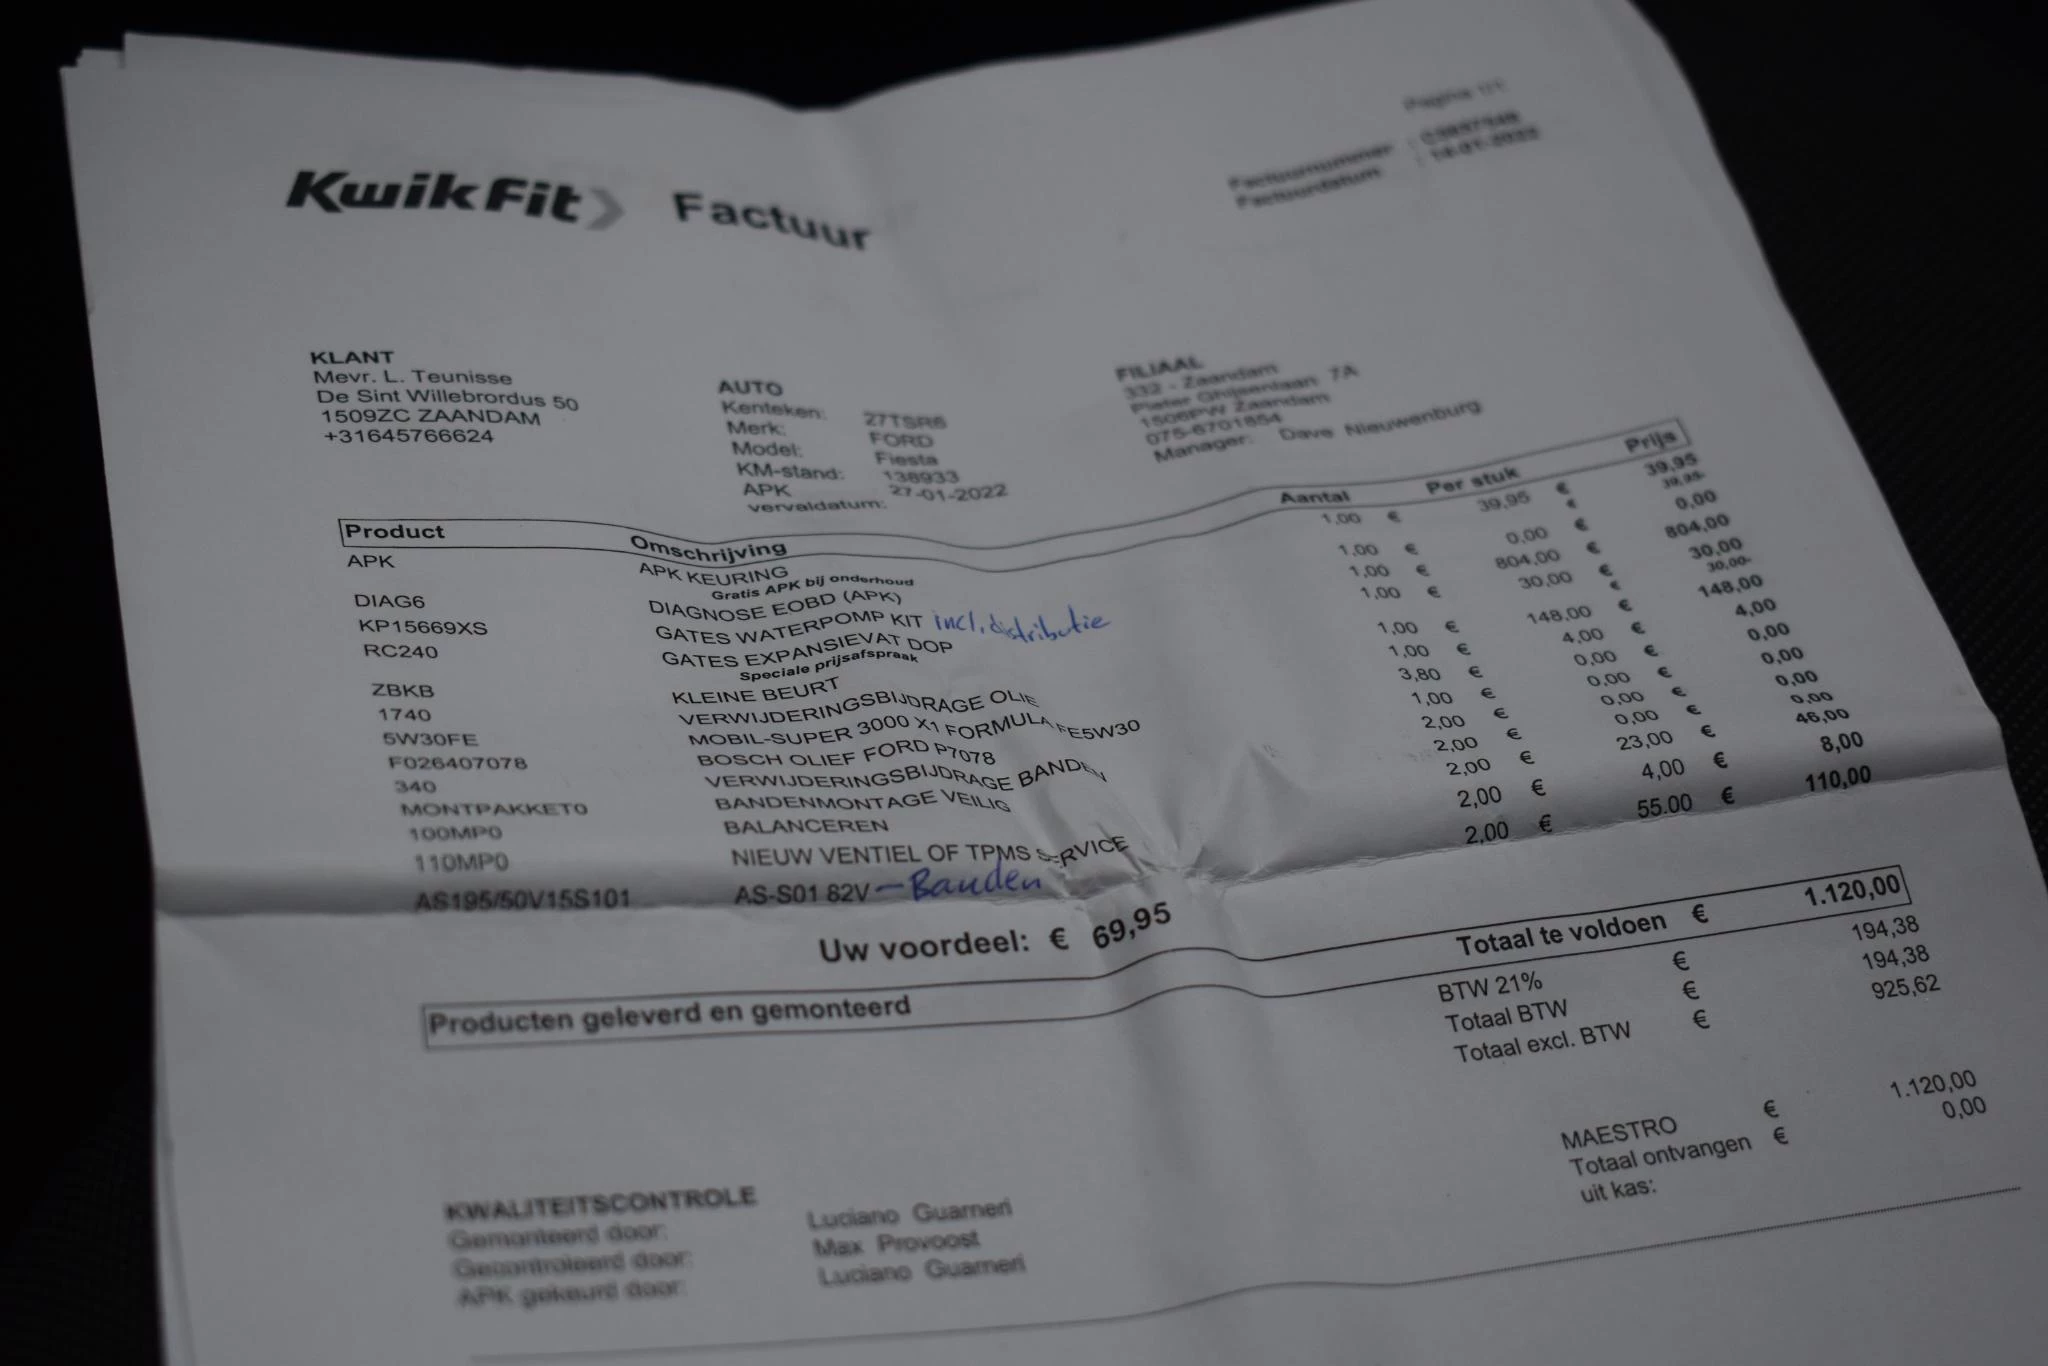 Pagina 1/1
KwikFit Factuur
Factuurnummer :
Factuurdatum : 14-01-2022
KLANT
Mevr. L. Teunisse
De Sint Willebrordus 50
1509ZC ZAANDAM
+31645766624
AUTO
Kenteken: 27TSR6
Merk: FORD
Model: Fiesta
KM-stand: 138933
APK 27-01-2022
vervaldatum:
FILIAAL
332 - Zaandam
Pieter Ghijsenlaan 7A
1506PW Zaandam
075-6701854
Manager: Dave Nieuwenburg
Product Omschrijving Aantal Per stuk Prijs
APK APK KEURING 1,00 € 39,95 € 39,95
Gratis APK bij onderhoud € 39,95-
DIAG6 DIAGNOSE EOBD (APK) 1,00 € 0,00 € 0,00
KP15669XS GATES WATERPOMP KIT incl. distributie 1,00 € 804,00 € 804,00
RC240 GATES EXPANSIEVAT DOP 1,00 € 30,00 € 30,00
Speciale prijsafspraak € 30,00-
ZBKB KLEINE BEURT 1,00 € 148,00 € 148,00
1740 VERWIJDERINGSBIJDRAGE OLIE 1,00 € 4,00 € 4,00
5W30FE MOBIL-SUPER 3000 X1 FORMULA FE5W30 3,80 € 0,00 € 0,00
F026407078 BOSCH OLIEF FORD P7078 1,00 € 0,00 € 0,00
340 VERWIJDERINGSBIJDRAGE BANDEN 2,00 € 0,00 € 0,00
MONTPAKKET0 BANDENMONTAGE VEILIG 2,00 € 0,00 € 0,00
100MP0 BALANCEREN 2,00 € 23,00 € 46,00
110MP0 NIEUW VENTIEL OF TPMS SERVICE 2,00 € 4,00 € 8,00
AS195/50V15S101 AS-S01 82V – Banden 2,00 € 55.00 € 110,00
Uw voordeel: € 69,95
Totaal te voldoen € 1.120,00
Producten geleverd en gemonteerd
BTW 21% € 194,38
Totaal BTW € 194,38
Totaal excl. BTW € 925,62
MAESTRO € 1.120,00
Totaal ontvangen € 0,00
uit kas:
KWALITEITSCONTROLE
Gemonteerd door: Luciano Guarneri
Gecontroleerd door: Max Provoost
APK gekeurd door: Luciano Guarneri